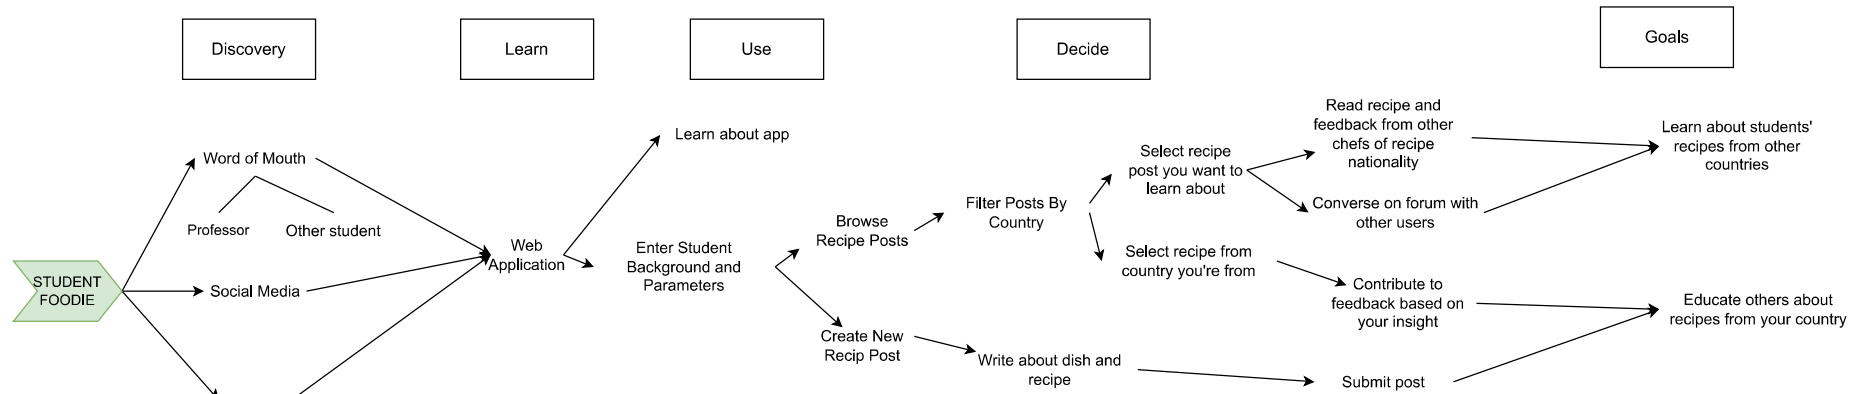 Discovery
Learn
Use
Decide
Goals
STUDENT
FOODIE
Word of Mouth
Professor
Other student
Social Media
Web
Application
Learn about app
Enter Student
Background and
Parameters
Browse
Recipe Posts
Create New
Recip Post
Filter Posts By
Country
Write about dish and
recipe
Select recipe
post you want to
learn about
Select recipe from
country you're from
Read recipe and
feedback from other
chefs of recipe
nationality
Converse on forum with
other users
Contribute to
feedback based on
your insight
Submit post
Learn about students'
recipes from other
countries
Educate others about
recipes from your country